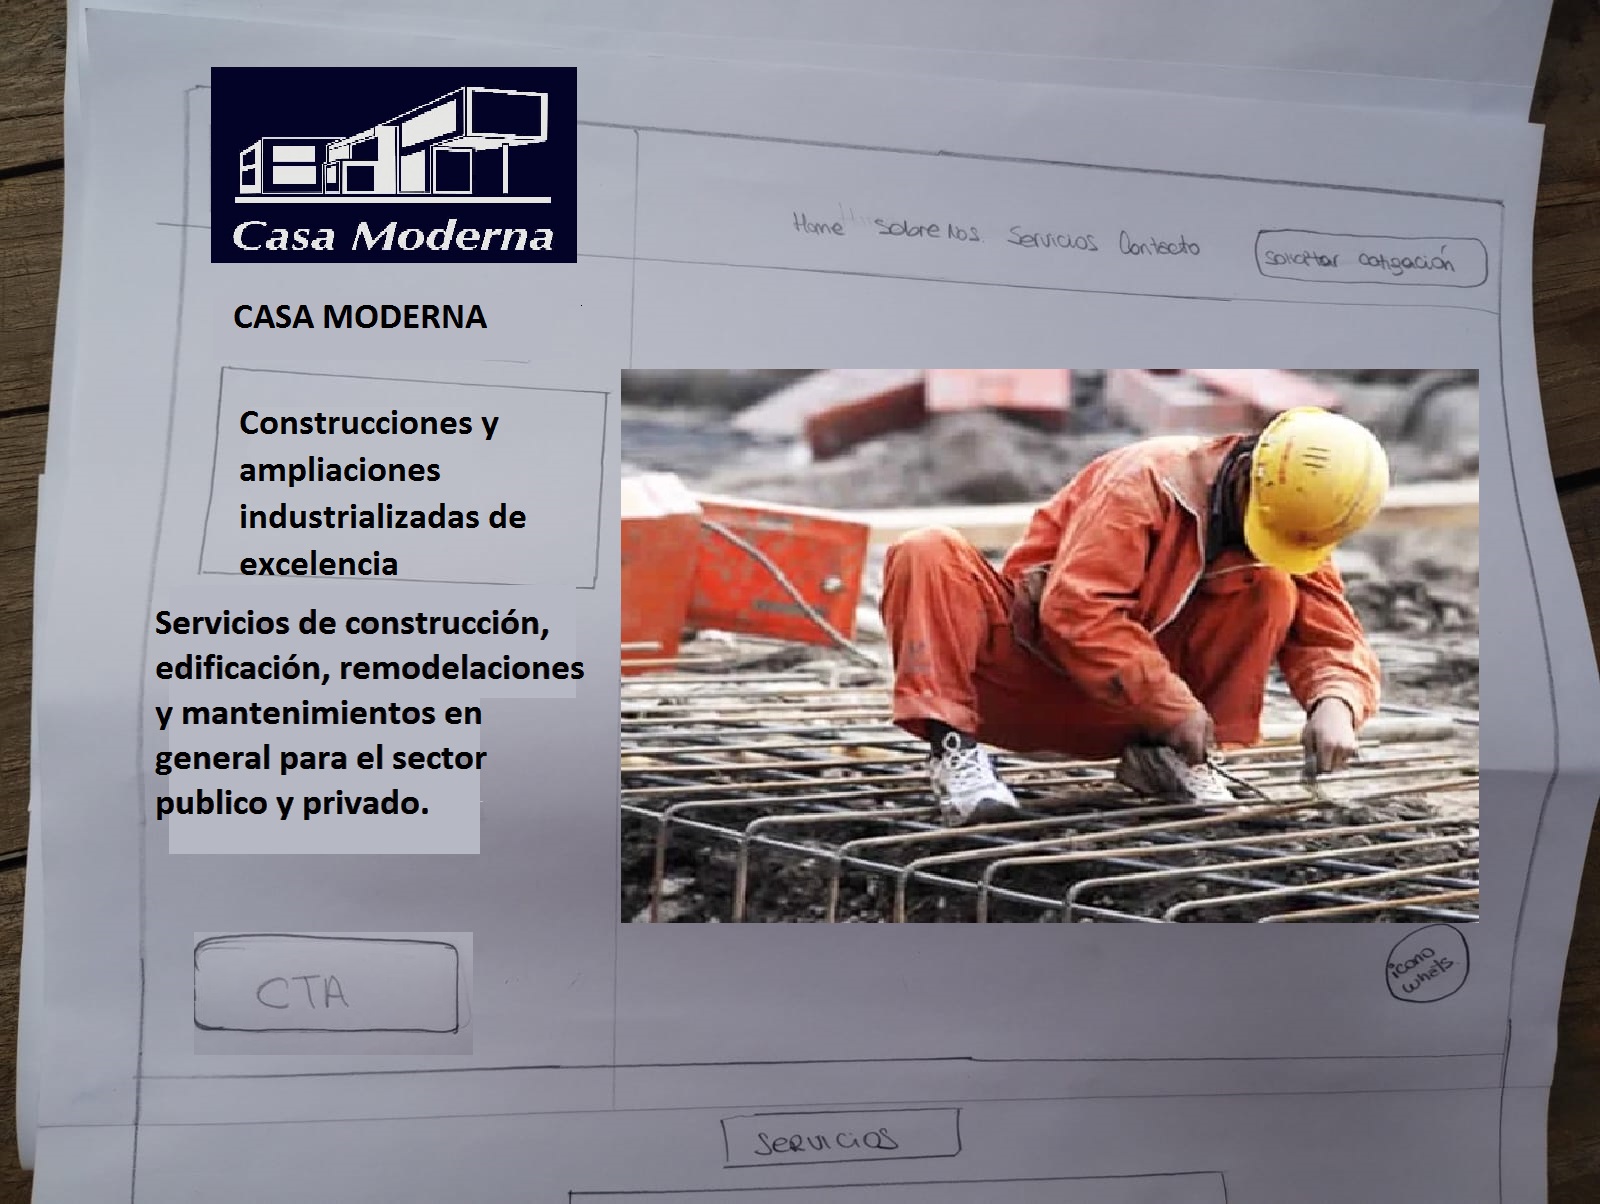 Casa Moderna
Home Sobre Nos. Servicios Contacto
Solicitar cotización
CASA MODERNA
Construcciones y
ampliaciones
industrializadas de
excelencia
Servicios de construcción,
edificación, remodelaciones
y mantenimientos en
general para el sector
publico y privado.
CTA
icono
whats
SERVICIOS